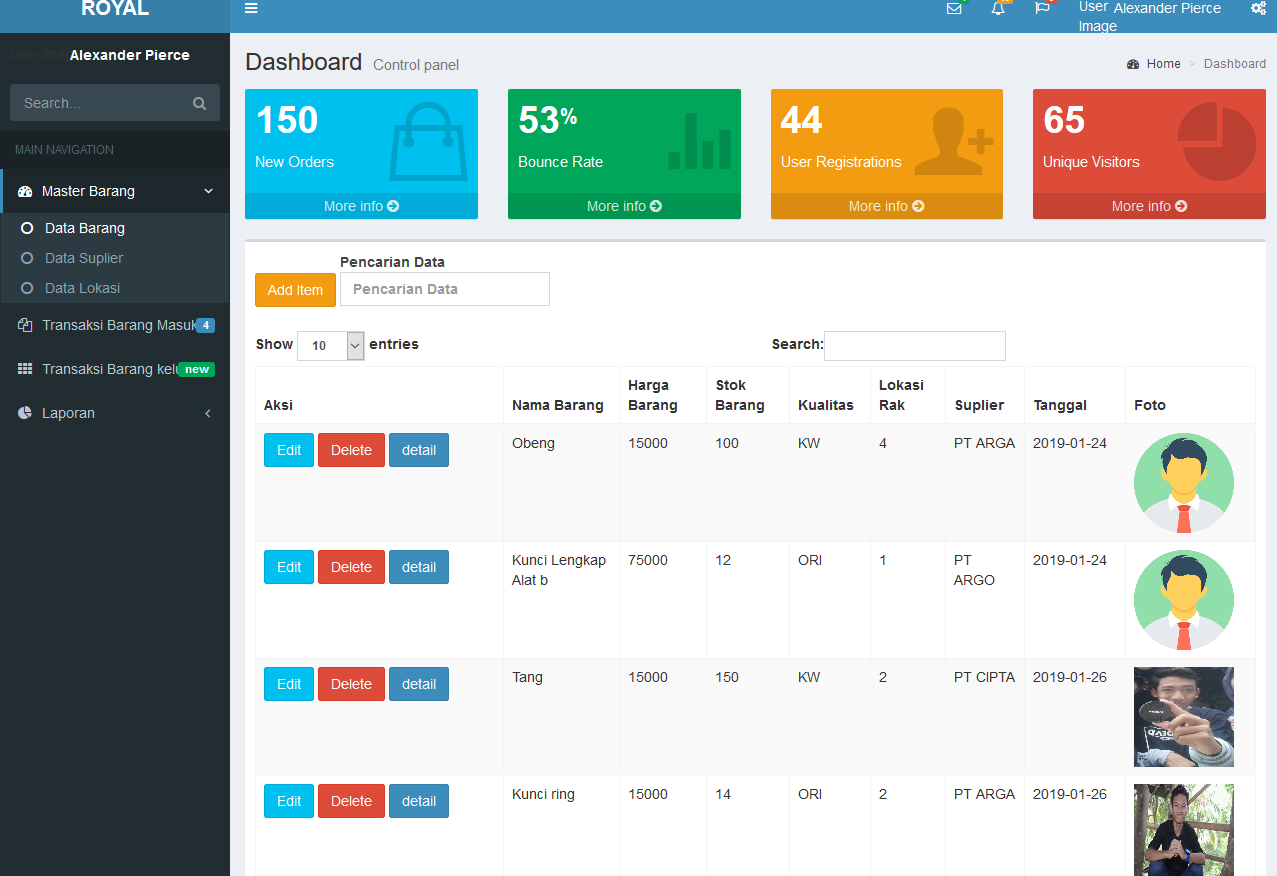 ROYAL
User Image
Alexander Pierce
User Image
Alexander Pierce
Search...
MAIN NAVIGATION
Master Barang
Data Barang
Data Suplier
Data Lokasi
Transaksi Barang Masuk 4
Transaksi Barang kelu new
Laporan
Dashboard Control panel
Home > Dashboard
150
New Orders
More info
53%
Bounce Rate
More info
44
User Registrations
More info
65
Unique Visitors
More info
Pencarian Data
Add Item Pencarian Data
Show 10 entries Search:
Aksi Nama Barang Harga Barang Stok Barang Kualitas Lokasi Rak Suplier Tanggal Foto
Edit Delete detail Obeng 15000 100 KW 4 PT ARGA 2019-01-24
Edit Delete detail Kunci Lengkap Alat b 75000 12 ORI 1 PT ARGO 2019-01-24
Edit Delete detail Tang 15000 150 KW 2 PT CIPTA 2019-01-26
Edit Delete detail Kunci ring 15000 14 ORI 2 PT ARGA 2019-01-26